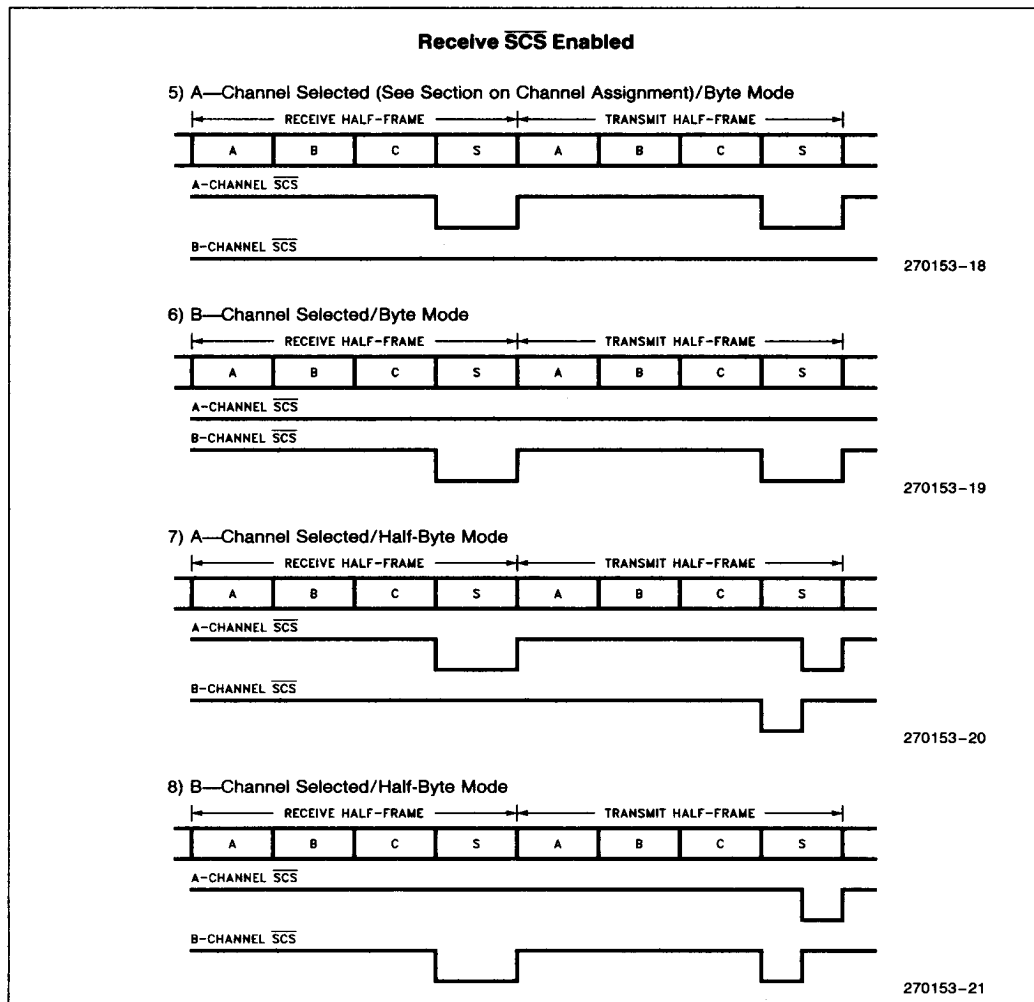 Receive SCS Enabled
5) A—Channel Selected (See Section on Channel Assignment)/Byte Mode
RECEIVE HALF-FRAME TRANSMIT HALF-FRAME
A B C S A B C S
A-CHANNEL SCS
B-CHANNEL SCS
270153-18
6) B—Channel Selected/Byte Mode
RECEIVE HALF-FRAME TRANSMIT HALF-FRAME
A B C S A B C S
A-CHANNEL SCS
B-CHANNEL SCS
270153-19
7) A—Channel Selected/Half-Byte Mode
RECEIVE HALF-FRAME TRANSMIT HALF-FRAME
A B C S A B C S
A-CHANNEL SCS
B-CHANNEL SCS
270153-20
8) B—Channel Selected/Half-Byte Mode
RECEIVE HALF-FRAME TRANSMIT HALF-FRAME
A B C S A B C S
A-CHANNEL SCS
B-CHANNEL SCS
270153-21